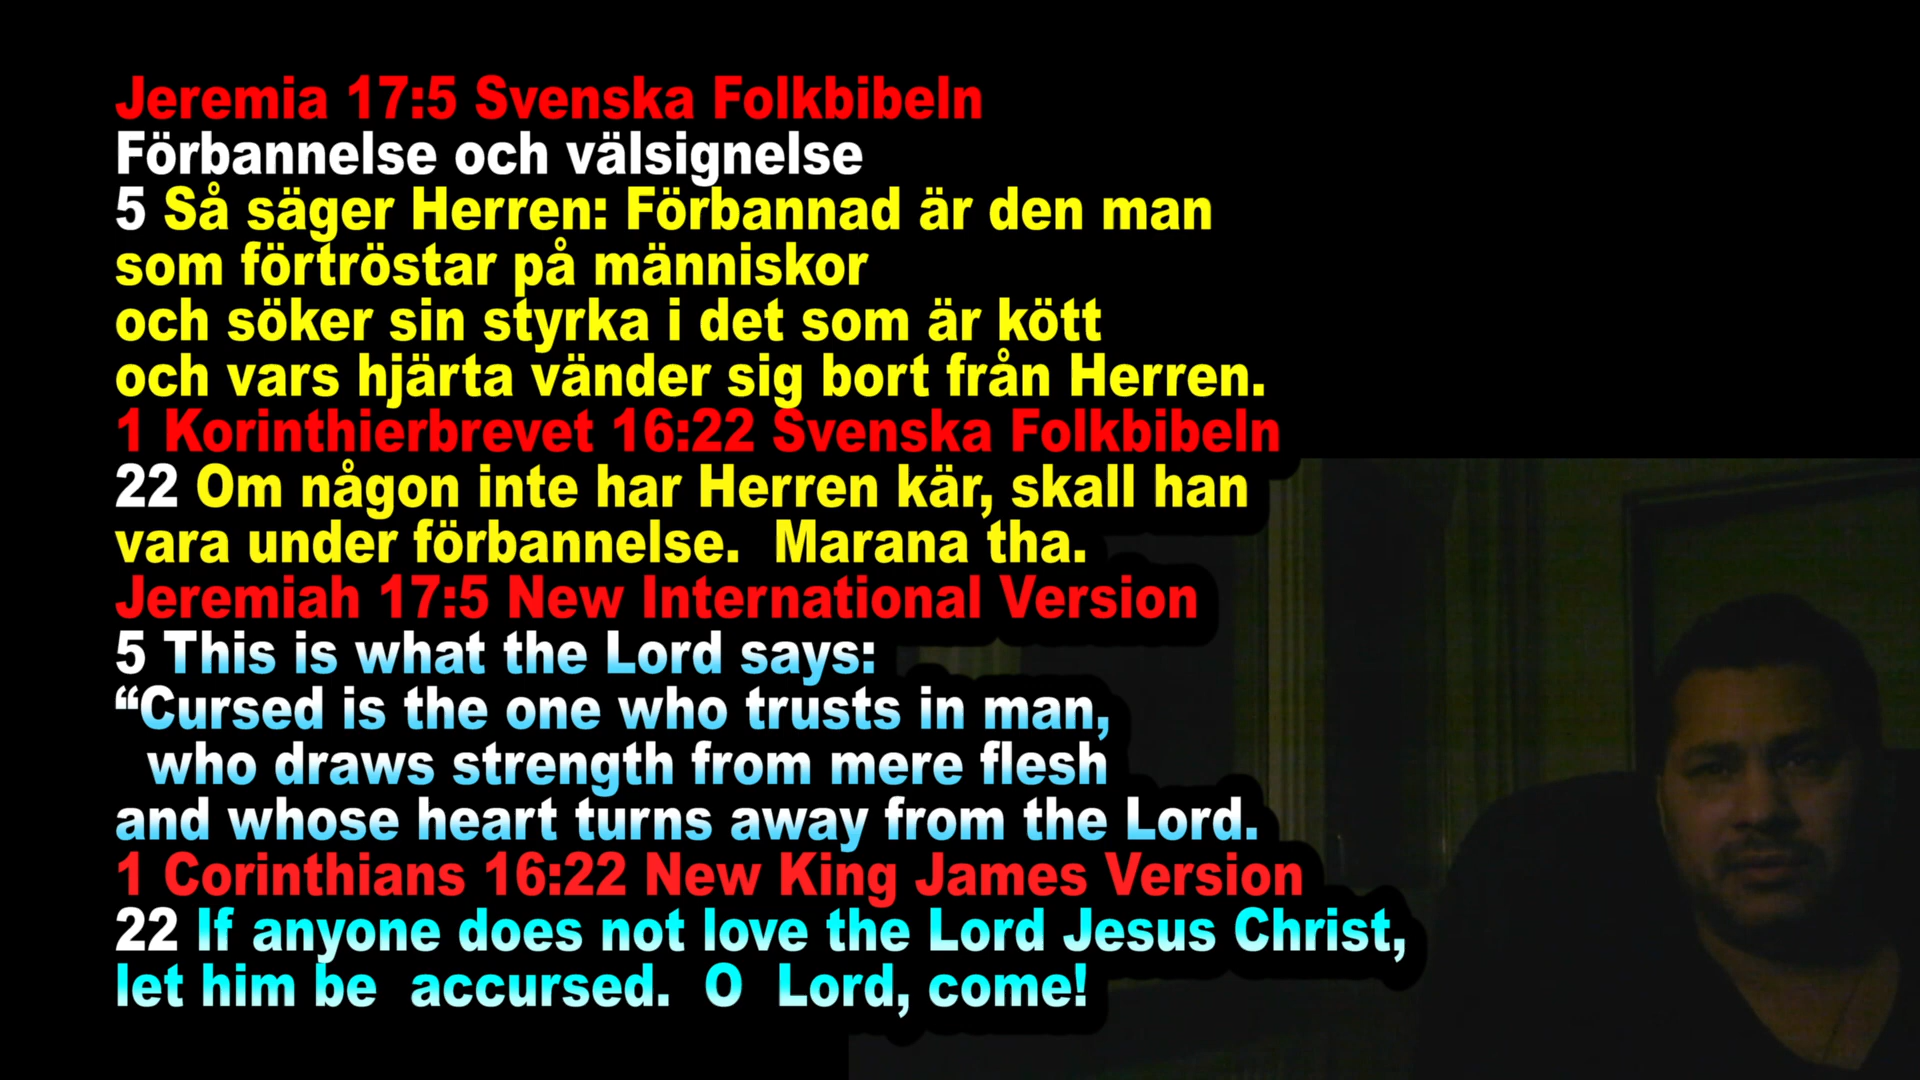 Jeremia 17:5 Svenska Folkbibeln
Förbannelse och välsignelse
5 Så säger Herren: Förbannad är den man
som förtröstar på människor
och söker sin styrka i det som är kött
och vars hjärta vänder sig bort från Herren.
1 Korinthierbrevet 16:22 Svenska Folkbibeln
22 Om någon inte har Herren kär, skall han
vara under förbannelse.  Marana tha.
Jeremiah 17:5 New International Version
5 This is what the Lord says:
“Cursed is the one who trusts in man,
who draws strength from mere flesh
and whose heart turns away from the Lord.
1 Corinthians 16:22 New King James Version
22 If anyone does not love the Lord Jesus Christ,
let him be  accursed.  O  Lord, come!